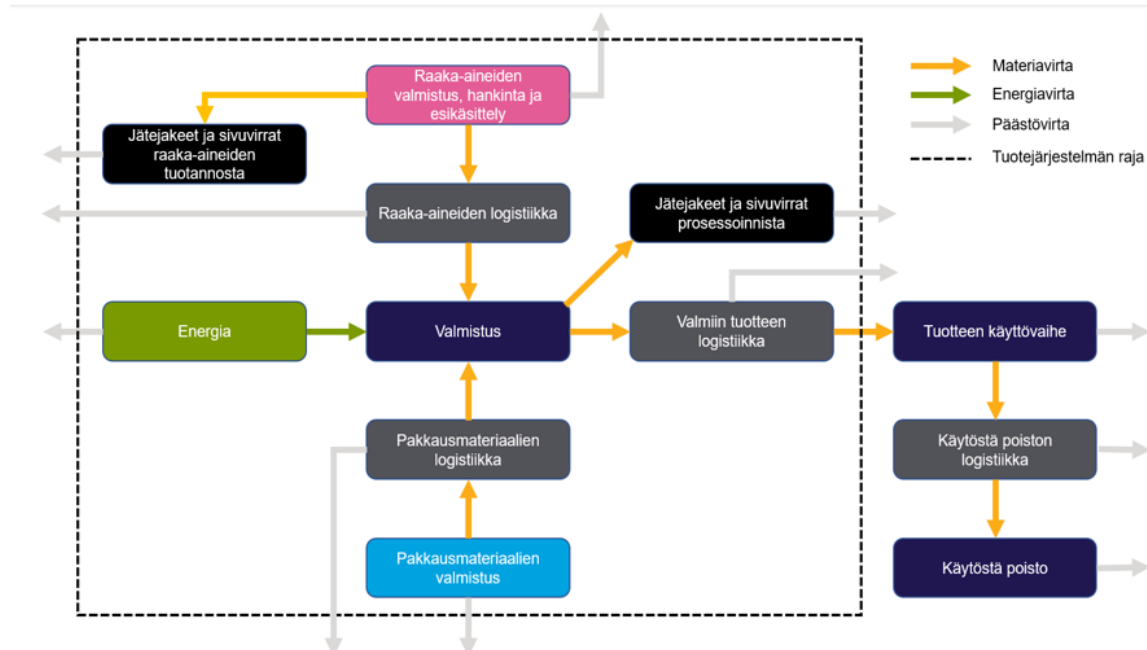 Raaka-aineiden
valmistus, hankinta ja
esikäsittely
Materiavirta
Energiavirta
Päästövirta
Tuotejärjestelmän raja
Jätejakeet ja sivuvirrat
raaka-aineiden
tuotannosta
Raaka-aineiden logistiikka
Jätejakeet ja sivuvirrat
prosessoinnista
Energia
Valmistus
Valmiin tuotteen
logistiikka
Tuotteen käyttövaihe
Pakkausmateriaalien
logistiikka
Käytöstä poiston
logistiikka
Pakkausmateriaalien
valmistus
Käytöstä poisto